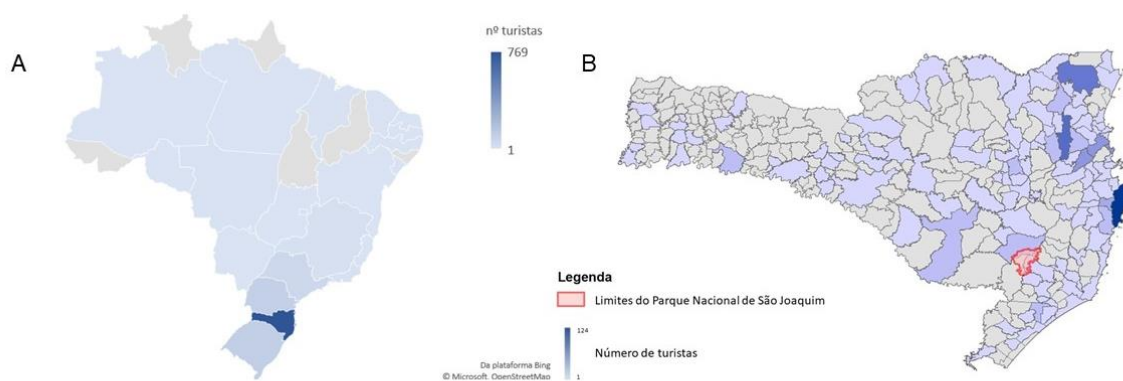 A
nº turistas
769
1
Da plataforma Bing
© Microsoft, OpenStreetMap
B
Legenda
Limites do Parque Nacional de São Joaquim
124
Número de turistas
1